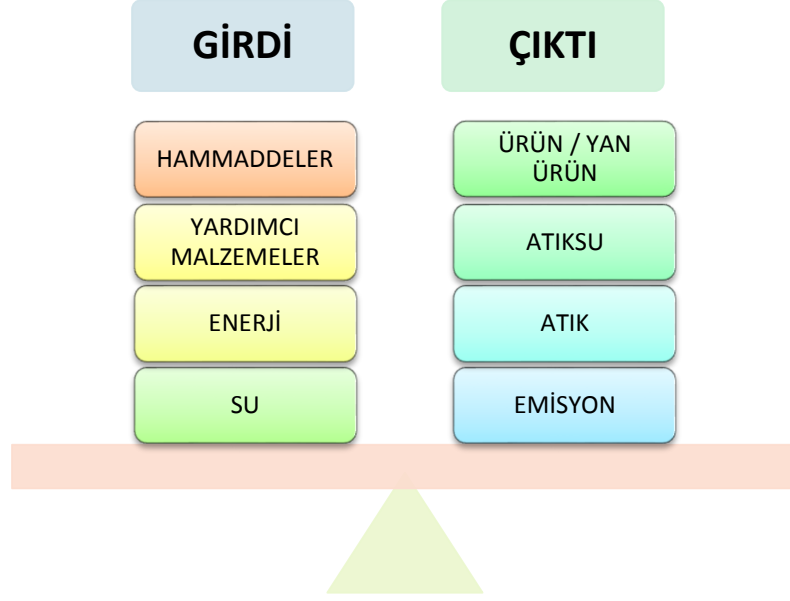 GİRDİ
ÇIKTI
HAMMADDELER
YARDIMCI
MALZEMELER
ENERJİ
SU
ÜRÜN / YAN
ÜRÜN
ATIKSU
ATIK
EMİSYON